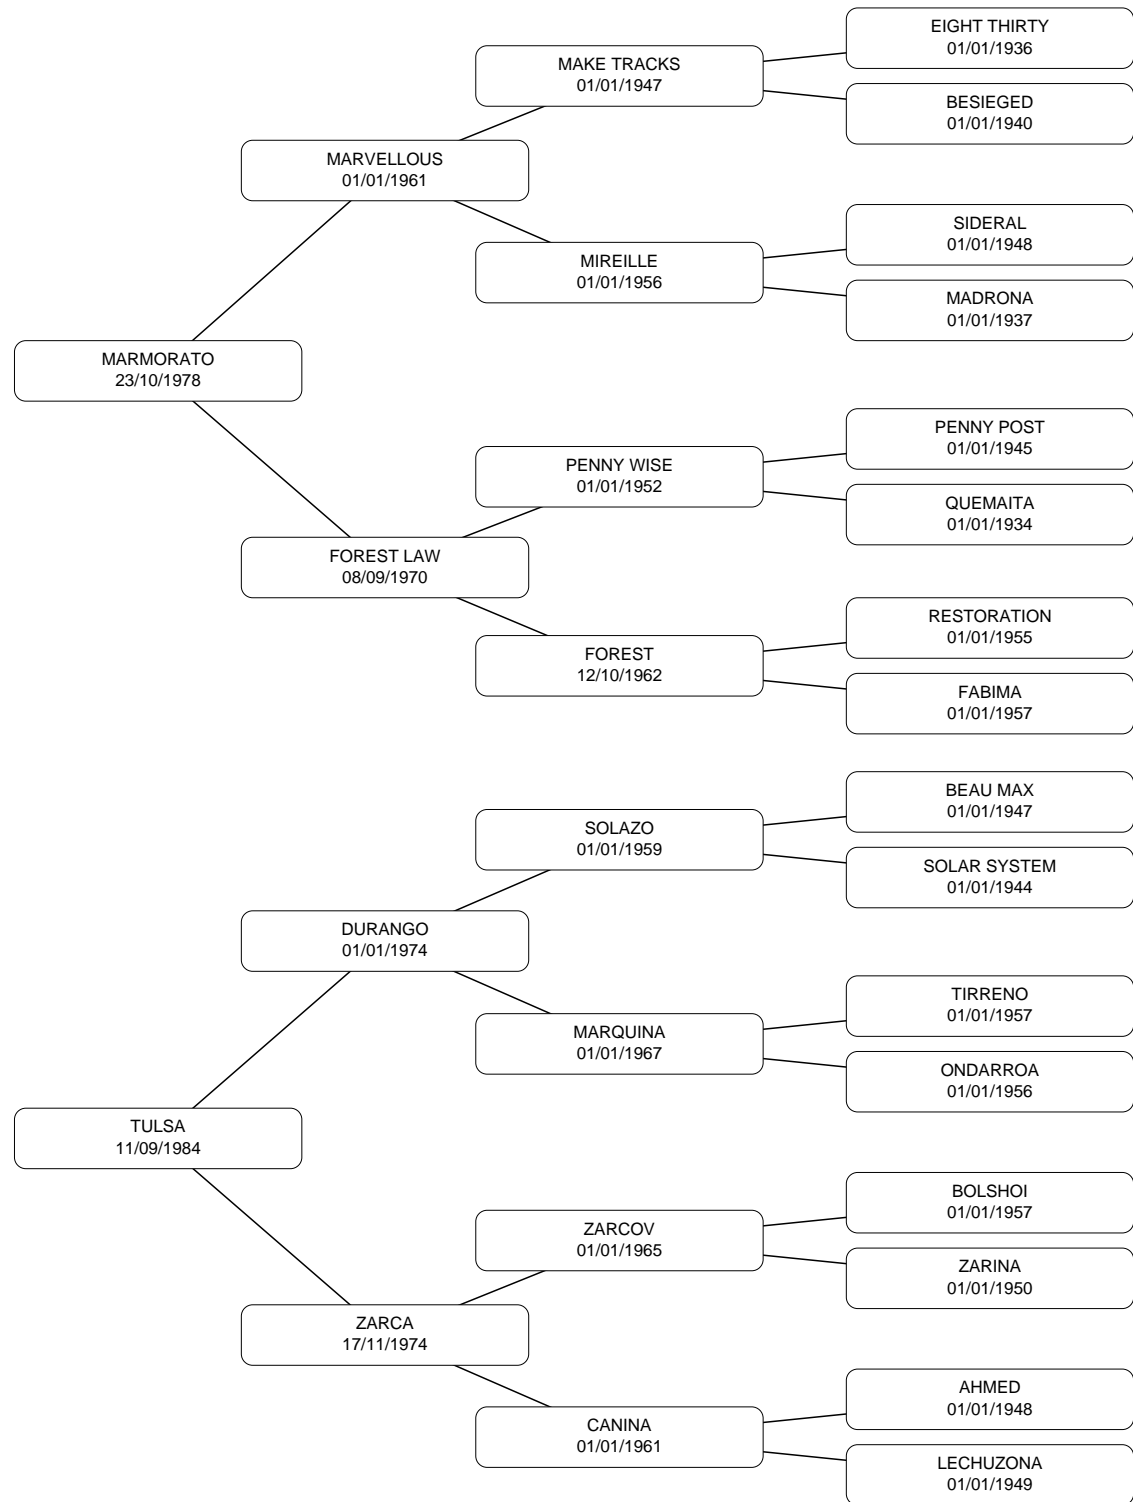 EIGHT THIRTY
01/01/1936
MAKE TRACKS
01/01/1947
BESIEGED
01/01/1940
MARVELLOUS
01/01/1961
SIDERAL
01/01/1948
MIREILLE
01/01/1956
MADRONA
01/01/1937
MARMORATO
23/10/1978
PENNY POST
01/01/1945
PENNY WISE
01/01/1952
QUEMAITA
01/01/1934
FOREST LAW
08/09/1970
RESTORATION
01/01/1955
FOREST
12/10/1962
FABIMA
01/01/1957
BEAU MAX
01/01/1947
SOLAZO
01/01/1959
SOLAR SYSTEM
01/01/1944
DURANGO
01/01/1974
TIRRENO
01/01/1957
MARQUINA
01/01/1967
ONDARROA
01/01/1956
TULSA
11/09/1984
BOLSHOI
01/01/1957
ZARCOV
01/01/1965
ZARINA
01/01/1950
ZARCA
17/11/1974
AHMED
01/01/1948
CANINA
01/01/1961
LECHUZONA
01/01/1949